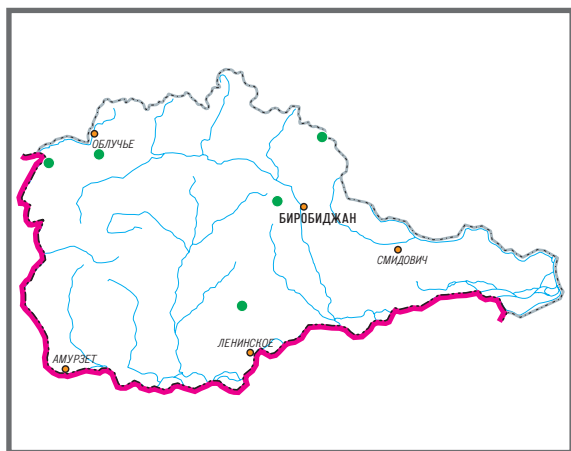 ОБЛУЧЬЕ
БИРОБИДЖАН
СМИДОВИЧ
ЛЕНИНСКОЕ
АМУРЗЕТ